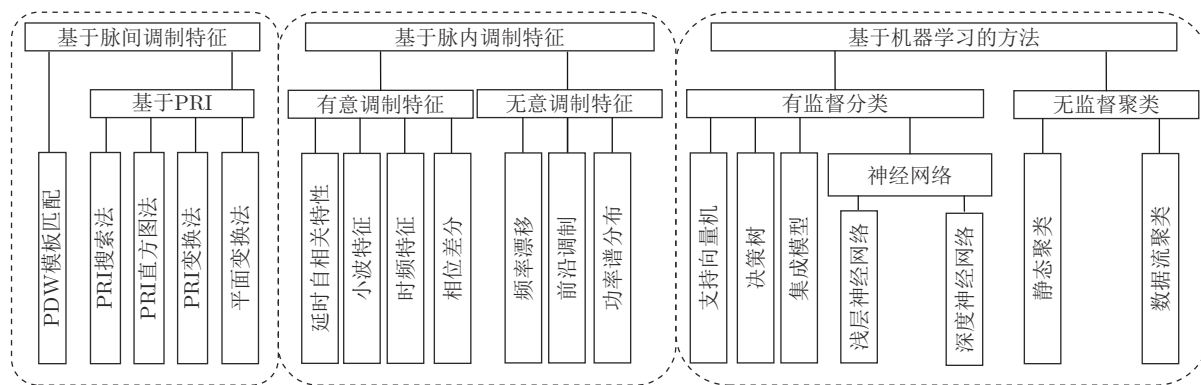 基于脉间调制特征
基于PRI
PDW模板匹配
PRI搜索法
PRI直方图法
PRI变换法
平面变换法
基于脉内调制特征
有意调制特征
无意调制特征
延时自相关特性
小波特征
时频特征
相位差分
频率漂移
前沿调制
功率谱分布
基于机器学习的方法
有监督分类
无监督聚类
支持向量机
决策树
集成模型
神经网络
浅层神经网络
深度神经网络
静态聚类
数据流聚类